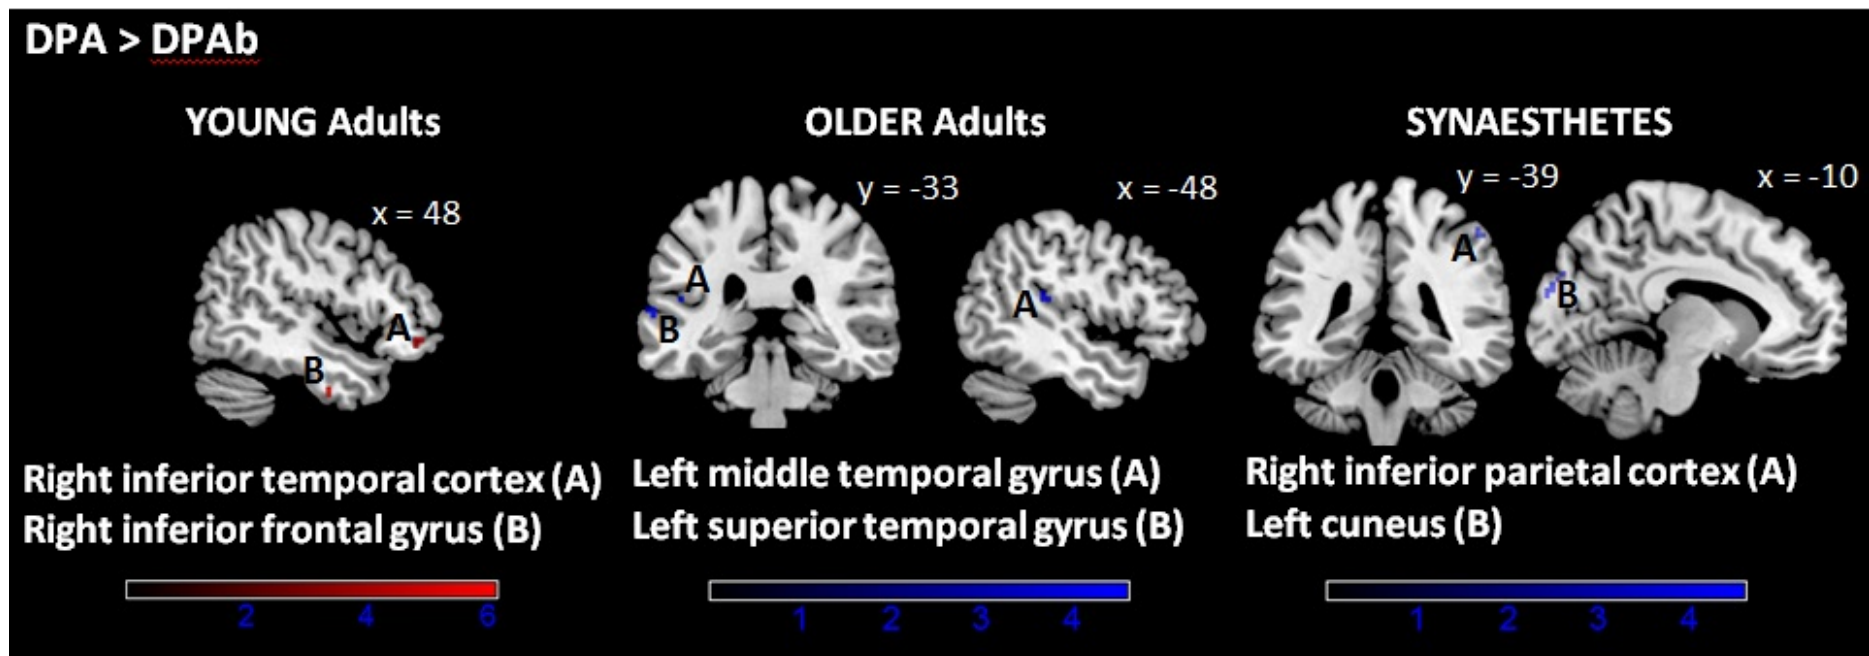 DPA > DPAb
YOUNG Adults
OLDER Adults
SYNAESTHETES
x = 48
y = -33
x = -48
y = -39
x = -10
A
B
A
B
A
A
B
Right inferior temporal cortex (A)
Right inferior frontal gyrus (B)
Left middle temporal gyrus (A)
Left superior temporal gyrus (B)
Right inferior parietal cortex (A)
Left cuneus (B)
2 4 6
1 2 3 4
1 2 3 4